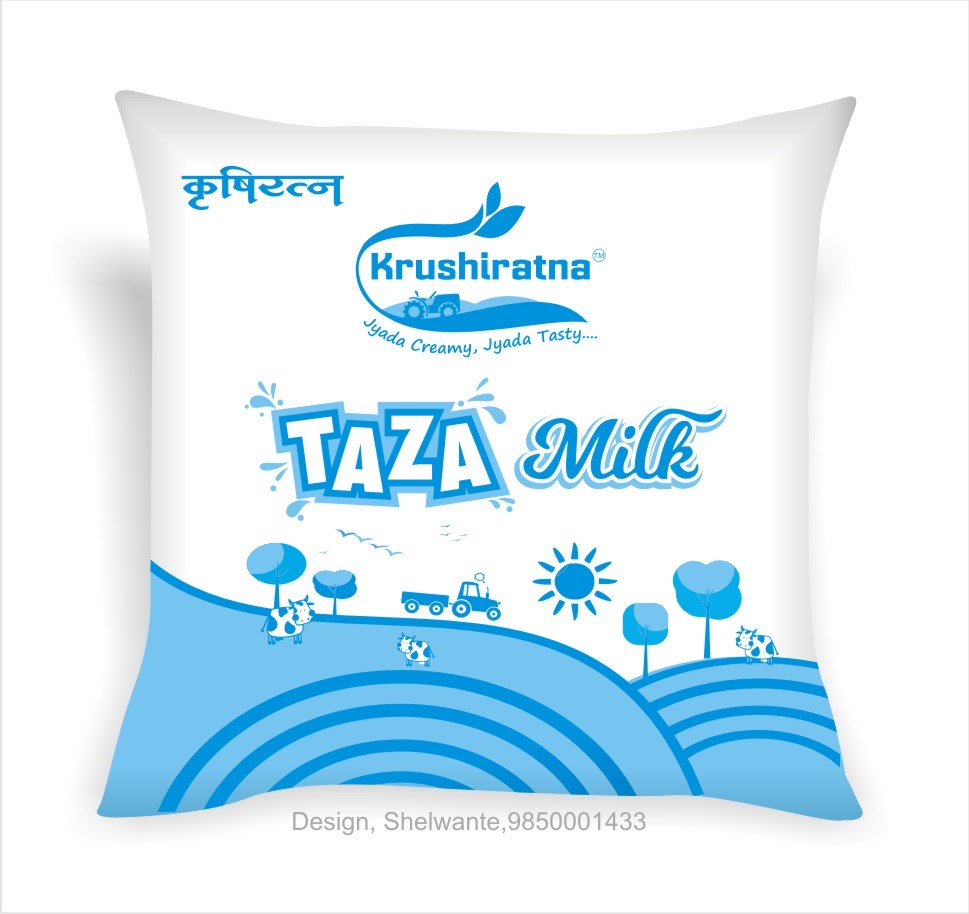 कृषिरत्न
Krushiratna™
Jyada Creamy, Jyada Tasty....
TAZA Milk
Design, Shelwante,9850001433